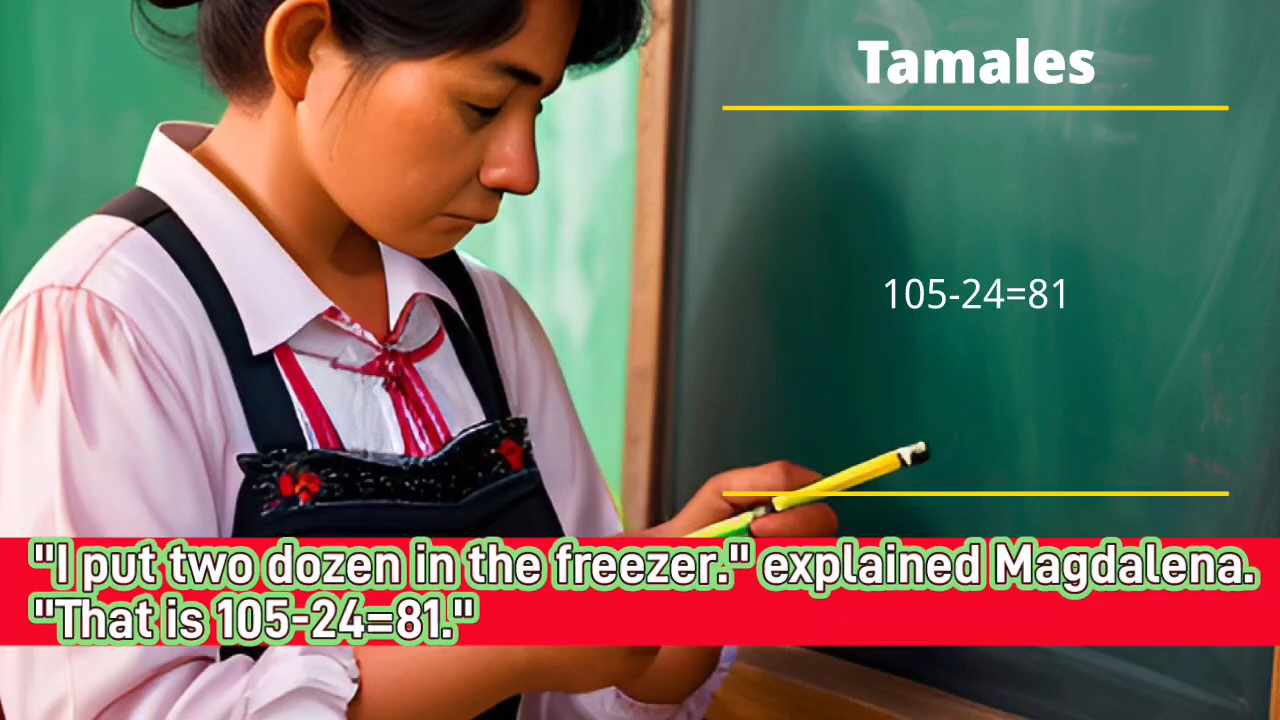 Tamales
105-24=81
"I put two dozen in the freezer." explained Magdalena.
"That is 105-24=81."